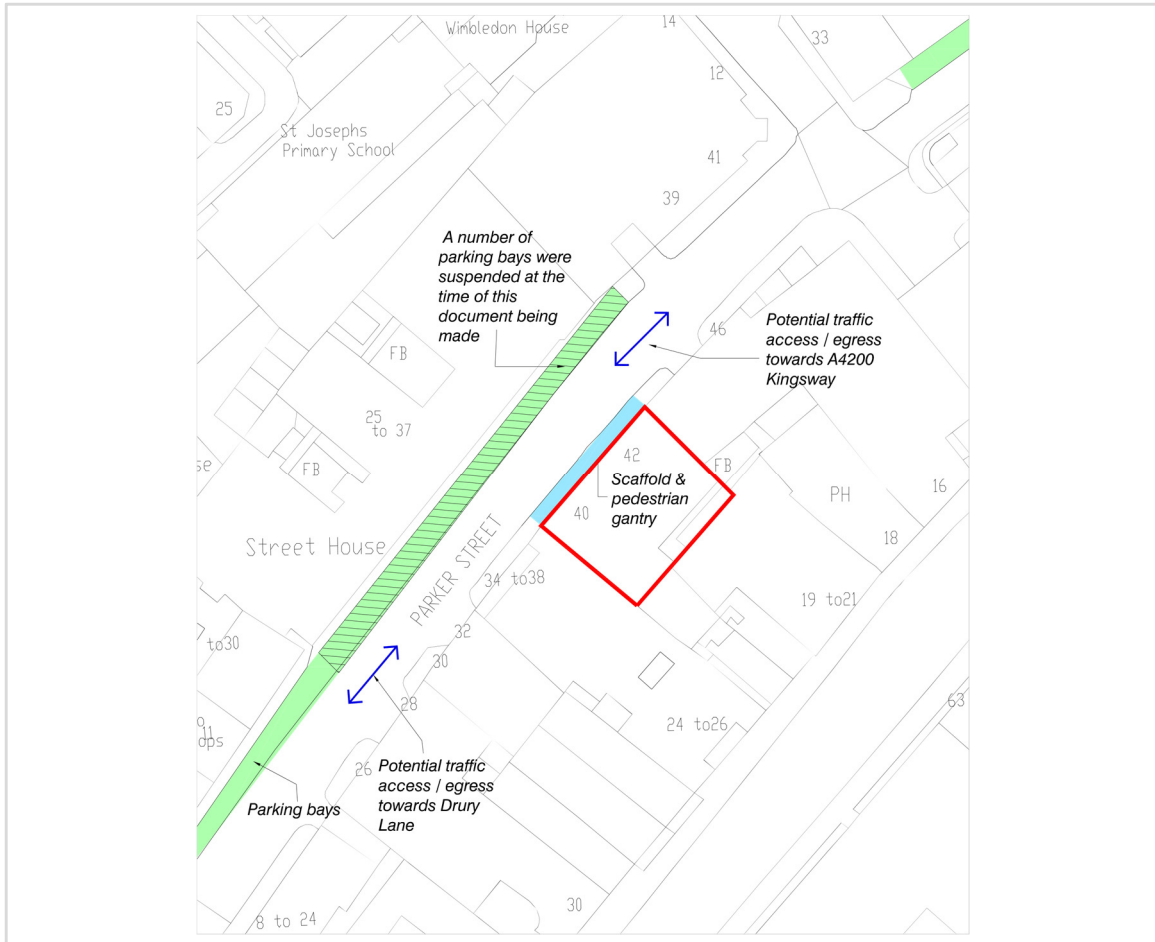 Wimbledon House
14
33
12
25
St Josephs
Primary School
41
39
A number of
parking bays were
suspended at the
time of this
document being
made
46
Potential traffic
access / egress
towards A4200
Kingsway
FB
25
to 37
42
FB
se
FB
Scaffold &
pedestrian
gantry
40
PH
16
18
Street House
PARKER STREET
34 to38
19 to21
32
to30
30
28
63
24 to26
11
ops
26
Potential traffic
access / egress
towards Drury
Lane
Parking bays
30
8 to 24